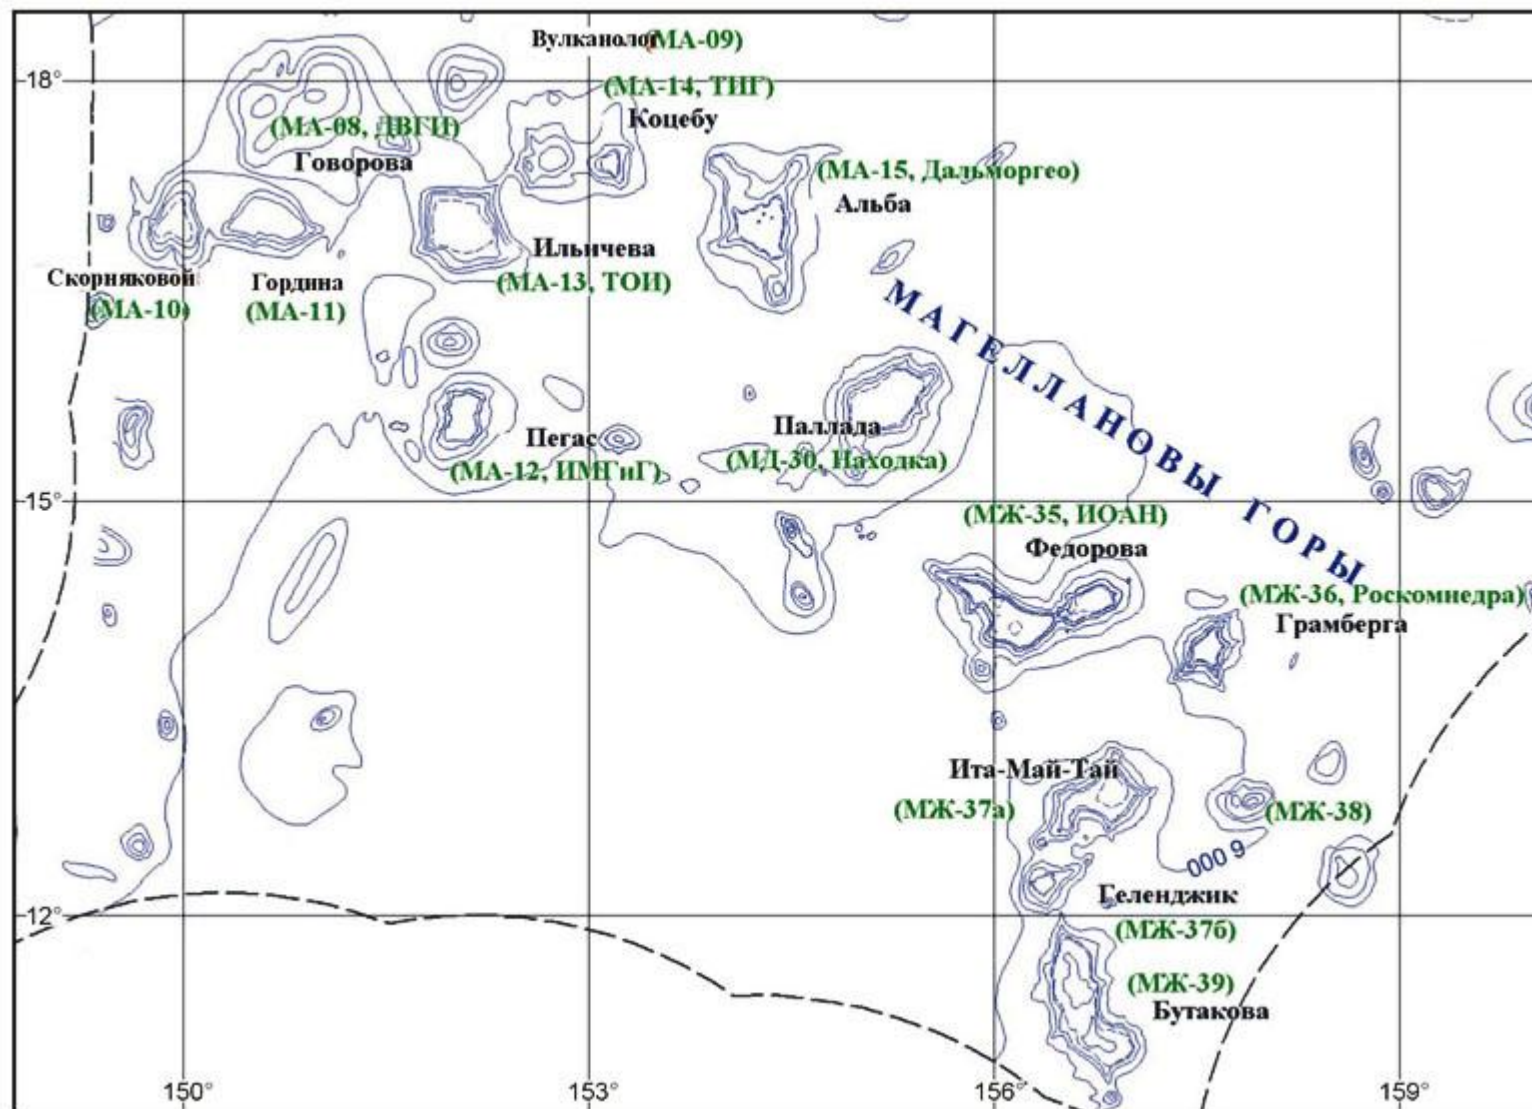 Вулканолог (МА-09)
18°
(МА-14, ТИГ)
Коцебу
(МА-08, ДВГИ)
Говорова
(МА-15, Дальморгео)
Альба
Ильичева
(МА-13, ТОИ)
Скорняковой
(МА-10)
Гордина
(МА-11)
МАГЕЛЛАНОВЫ ГОРЫ
Паллада
(МД-30, Находка)
Пегас
(МА-12, ИМГиГ)
15°
(МЖ-35, ИОАН)
Федорова
(МЖ-36, Роскомнедра)
Грамберга
Ита-Май-Тай
(МЖ-37а)
(МЖ-38)
6 000
Геленджик
(МЖ-37б)
12°
(МЖ-39)
Бутакова
150°
153°
156°
159°